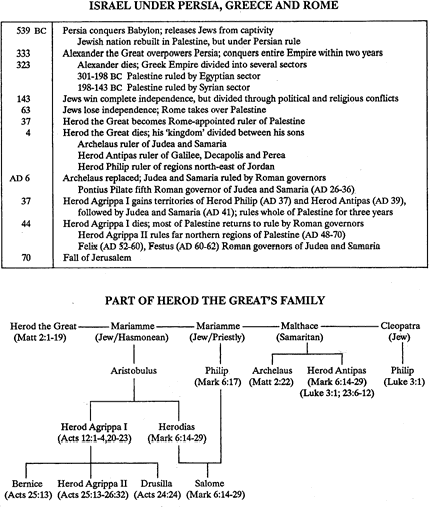 ISRAEL UNDER PERSIA, GREECE AND ROME
539 BC Persia conquers Babylon; releases Jews from captivity
Jewish nation rebuilt in Palestine, but under Persian rule
333 Alexander the Great overpowers Persia; conquers entire Empire within two years
323 Alexander dies; Greek Empire divided into several sectors
301-198 BC Palestine ruled by Egyptian sector
198-143 BC Palestine ruled by Syrian sector
143 Jews win complete independence, but divided through political and religious conflicts
63 Jews lose independence; Rome takes over Palestine
37 Herod the Great becomes Rome-appointed ruler of Palestine
4 Herod the Great dies; his 'kingdom' divided between his sons
Archelaus ruler of Judea and Samaria
Herod Antipas ruler of Galilee, Decapolis and Perea
Herod Philip ruler of regions north-east of Jordan
AD 6 Archelaus replaced; Judea and Samaria ruled by Roman governors
Pontius Pilate fifth Roman governor of Judea and Samaria (AD 26-36)
37 Herod Agrippa I gains territories of Herod Philip (AD 37) and Herod Antipas (AD 39),
followed by Judea and Samaria (AD 41); rules whole of Palestine for three years
44 Herod Agrippa I dies; most of Palestine returns to rule by Roman governors
Herod Agrippa II rules far northern regions of Palestine (AD 48-70)
Felix (AD 52-60), Festus (AD 60-62) Roman governors of Judea and Samaria
70 Fall of Jerusalem
PART OF HEROD THE GREAT'S FAMILY
Herod the Great Mariamme Mariamme Malthace Cleopatra
(Matt 2:1-19) (Jew/Hasmonean) (Jew/Priestly) (Samaritan) (Jew)
Aristobulus Philip Archelaus Herod Antipas Philip
(Mark 6:17) (Matt 2:22) (Mark 6:14-29) (Luke 3:1)
(Luke 3:1; 23:6-12)
Herod Agrippa I Herodias
(Acts 12:1-4,20-23) (Mark 6:14-29)
Bernice Herod Agrippa II Drusilla Salome
(Acts 25:13) (Acts 25:13-26:32) (Acts 24:24) (Mark 6:14-29)